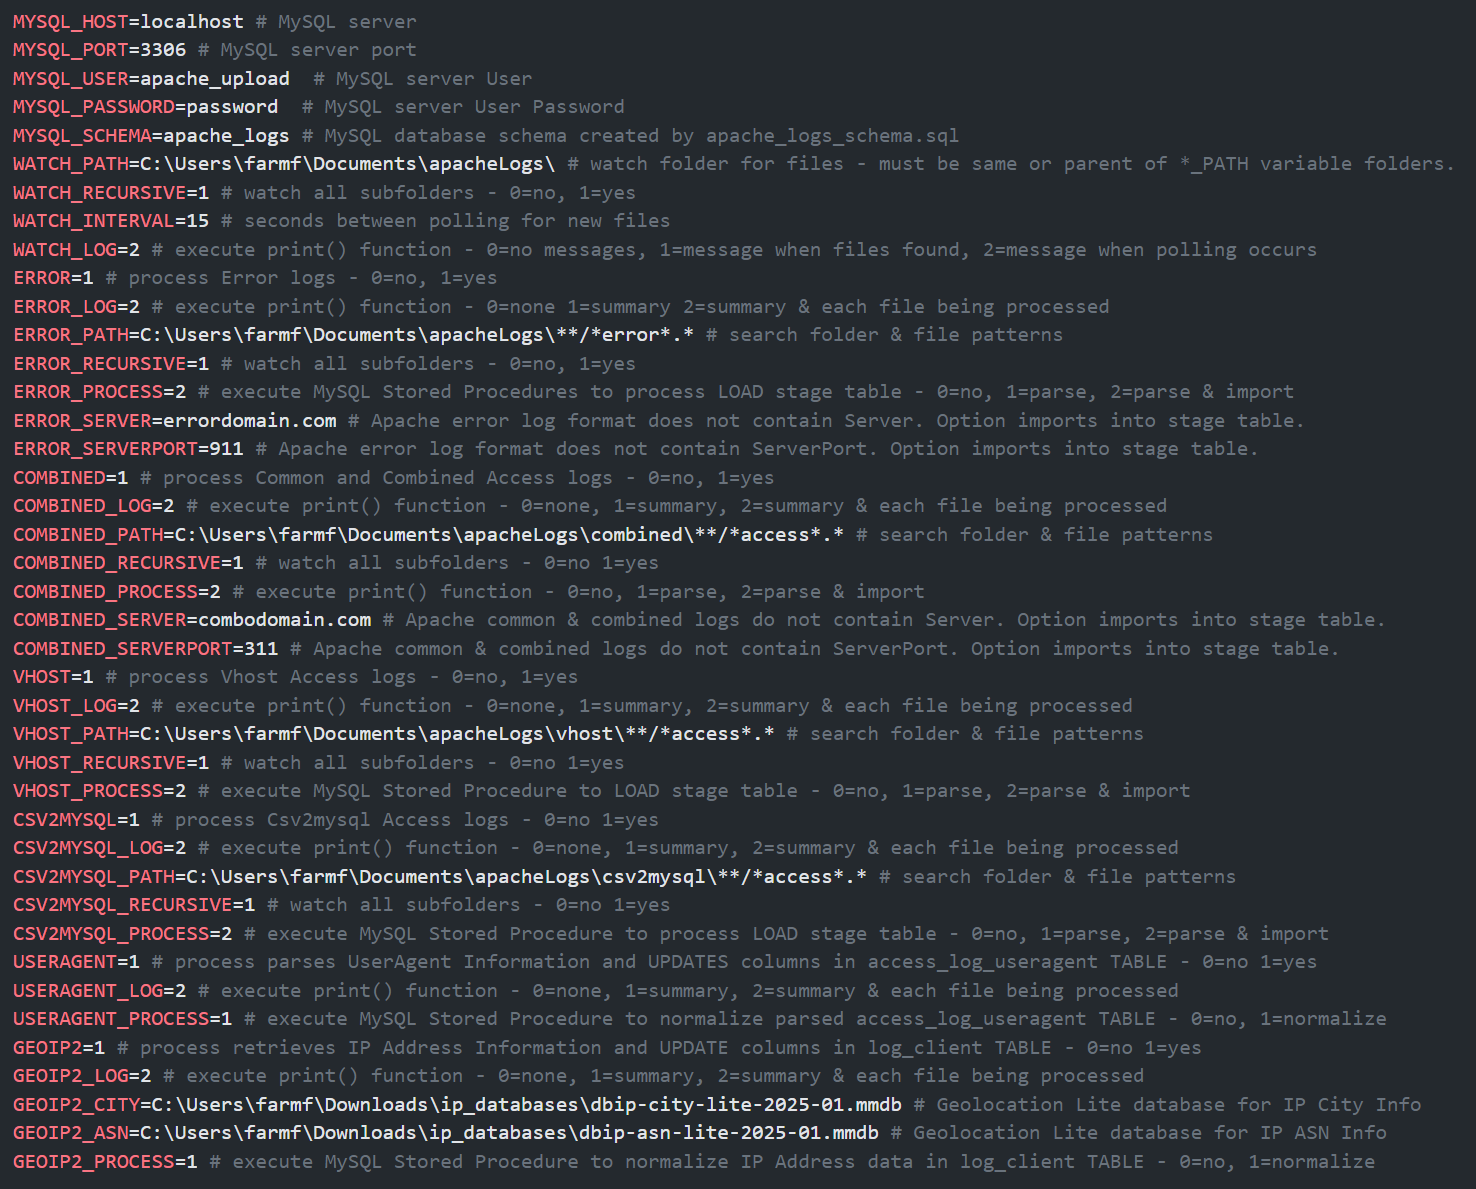 MYSQL_HOST=localhost # MySQL server
MYSQL_PORT=3306 # MySQL server port
MYSQL_USER=apache_upload  # MySQL server User
MYSQL_PASSWORD=password  # MySQL server User Password
MYSQL_SCHEMA=apache_logs # MySQL database schema created by apache_logs_schema.sql
WATCH_PATH=C:\Users\farmf\Documents\apacheLogs\ # watch folder for files - must be same or parent of *_PATH variable folders.
WATCH_RECURSIVE=1 # watch all subfolders - 0=no, 1=yes
WATCH_INTERVAL=15 # seconds between polling for new files
WATCH_LOG=2 # execute print() function - 0=no messages, 1=message when files found, 2=message when polling occurs
ERROR=1 # process Error logs - 0=no, 1=yes
ERROR_LOG=2 # execute print() function - 0=none 1=summary 2=summary & each file being processed
ERROR_PATH=C:\Users\farmf\Documents\apacheLogs\**/*error*.* # search folder & file patterns
ERROR_RECURSIVE=1 # watch all subfolders - 0=no, 1=yes
ERROR_PROCESS=2 # execute MySQL Stored Procedures to process LOAD stage table - 0=no, 1=parse, 2=parse & import
ERROR_SERVER=errordomain.com # Apache error log format does not contain Server. Option imports into stage table.
ERROR_SERVERPORT=911 # Apache error log format does not contain ServerPort. Option imports into stage table.
COMBINED=1 # process Common and Combined Access logs - 0=no, 1=yes
COMBINED_LOG=2 # execute print() function - 0=none, 1=summary, 2=summary & each file being processed
COMBINED_PATH=C:\Users\farmf\Documents\apacheLogs\combined\**/*access*.* # search folder & file patterns
COMBINED_RECURSIVE=1 # watch all subfolders - 0=no 1=yes
COMBINED_PROCESS=2 # execute print() function - 0=no, 1=parse, 2=parse & import
COMBINED_SERVER=combodomain.com # Apache common & combined logs do not contain Server. Option imports into stage table.
COMBINED_SERVERPORT=311 # Apache common & combined logs do not contain ServerPort. Option imports into stage table.
VHOST=1 # process Vhost Access logs - 0=no, 1=yes
VHOST_LOG=2 # execute print() function - 0=none, 1=summary, 2=summary & each file being processed
VHOST_PATH=C:\Users\farmf\Documents\apacheLogs\vhost\**/*access*.* # search folder & file patterns
VHOST_RECURSIVE=1 # watch all subfolders - 0=no 1=yes
VHOST_PROCESS=2 # execute MySQL Stored Procedure to LOAD stage table - 0=no, 1=parse, 2=parse & import
CSV2MYSQL=1 # process Csv2mysql Access logs - 0=no 1=yes
CSV2MYSQL_LOG=2 # execute print() function - 0=none, 1=summary, 2=summary & each file being processed
CSV2MYSQL_PATH=C:\Users\farmf\Documents\apacheLogs\csv2mysql\**/*access*.* # search folder & file patterns
CSV2MYSQL_RECURSIVE=1 # watch all subfolders - 0=no 1=yes
CSV2MYSQL_PROCESS=2 # execute MySQL Stored Procedure to process LOAD stage table - 0=no, 1=parse, 2=parse & import
USERAGENT=1 # process parses UserAgent Information and UPDATES columns in access_log_useragent TABLE - 0=no 1=yes
USERAGENT_LOG=2 # execute print() function - 0=none, 1=summary, 2=summary & each file being processed
USERAGENT_PROCESS=1 # execute MySQL Stored Procedure to normalize parsed access_log_useragent TABLE - 0=no, 1=normalize
GEOIP2=1 # process retrieves IP Address Information and UPDATE columns in log_client TABLE - 0=no 1=yes
GEOIP2_LOG=2 # execute print() function - 0=none, 1=summary, 2=summary & each file being processed
GEOIP2_CITY=C:\Users\farmf\Downloads\ip_databases\dbip-city-lite-2025-01.mmdb # Geolocation Lite database for IP City Info
GEOIP2_ASN=C:\Users\farmf\Downloads\ip_databases\dbip-asn-lite-2025-01.mmdb # Geolocation Lite database for IP ASN Info
GEOIP2_PROCESS=1 # execute MySQL Stored Procedure to normalize IP Address data in log_client TABLE - 0=no, 1=normalize